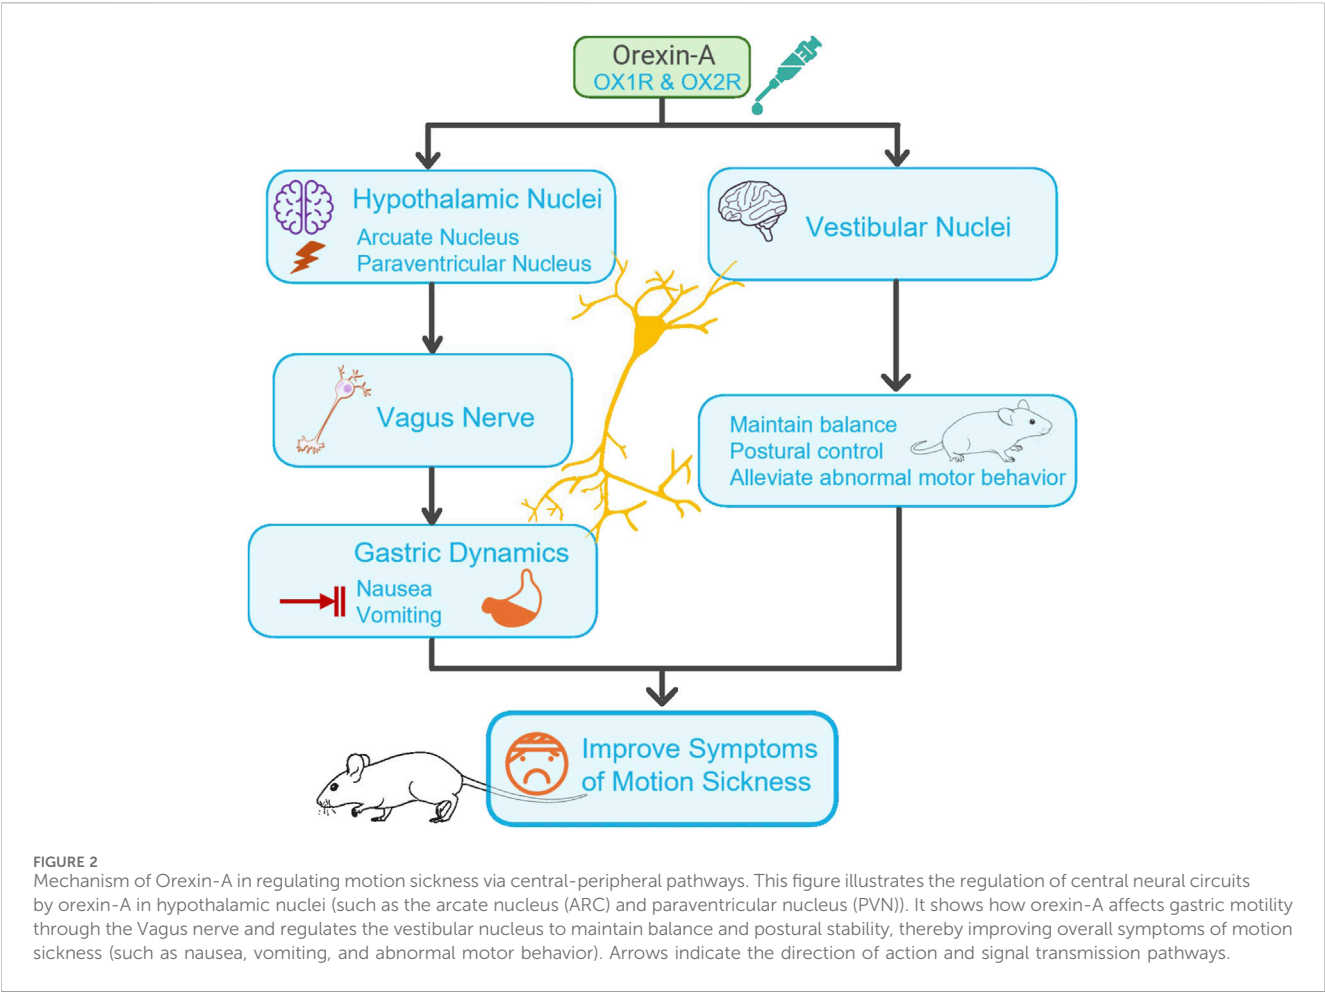 Orexin-A
OX1R & OX2R
Hypothalamic Nuclei
Arcuate Nucleus
Paraventricular Nucleus
Vestibular Nuclei
Vagus Nerve
Maintain balance
Postural control
Alleviate abnormal motor behavior
Gastric Dynamics
Nausea
Vomiting
Improve Symptoms
of Motion Sickness
FIGURE 2
Mechanism of Orexin-A in regulating motion sickness via central-peripheral pathways. This figure illustrates the regulation of central neural circuits
by orexin-A in hypothalamic nuclei (such as the arcate nucleus (ARC) and paraventricular nucleus (PVN)). It shows how orexin-A affects gastric motility
through the Vagus nerve and regulates the vestibular nucleus to maintain balance and postural stability, thereby improving overall symptoms of motion
sickness (such as nausea, vomiting, and abnormal motor behavior). Arrows indicate the direction of action and signal transmission pathways.